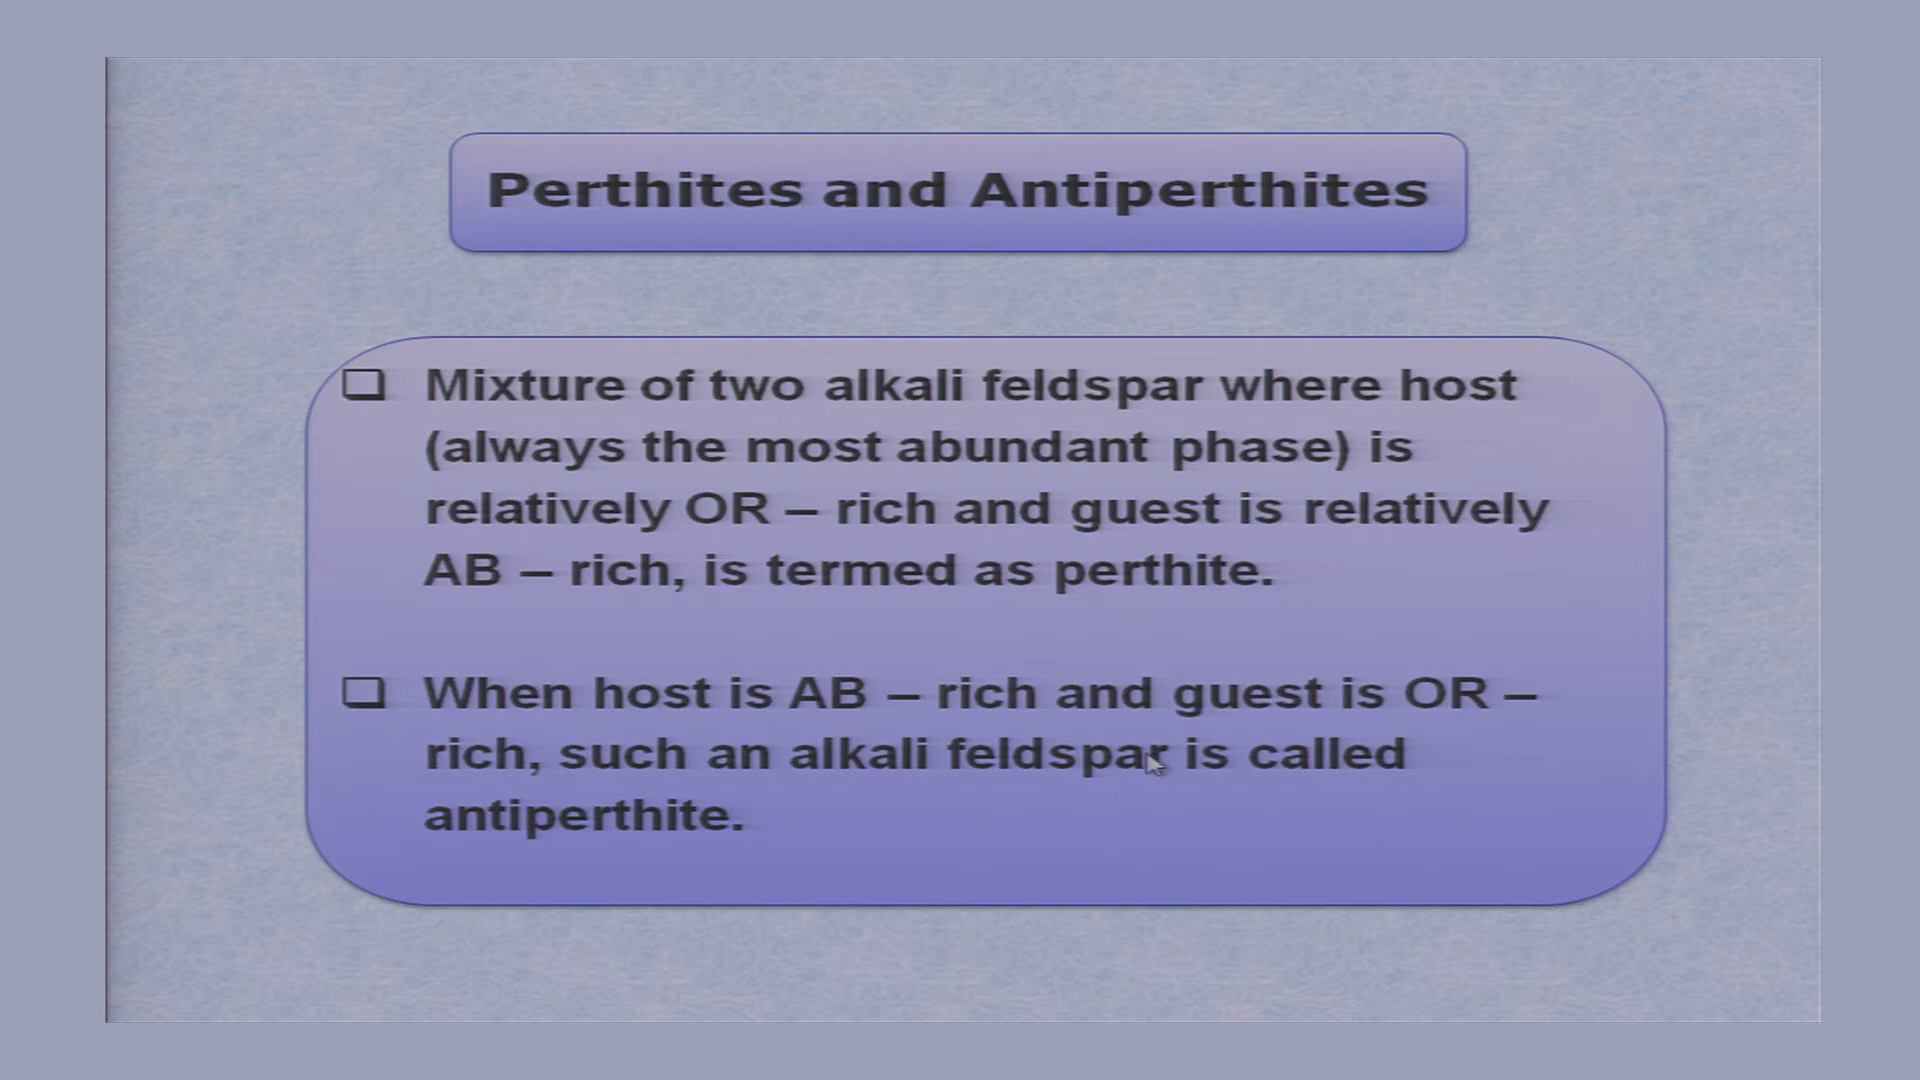 Perthites and Antiperthites
❑ Mixture of two alkali feldspar where host
(always the most abundant phase) is
relatively OR – rich and guest is relatively
AB – rich, is termed as perthite.
❑ When host is AB – rich and guest is OR –
rich, such an alkali feldspar is called
antiperthite.